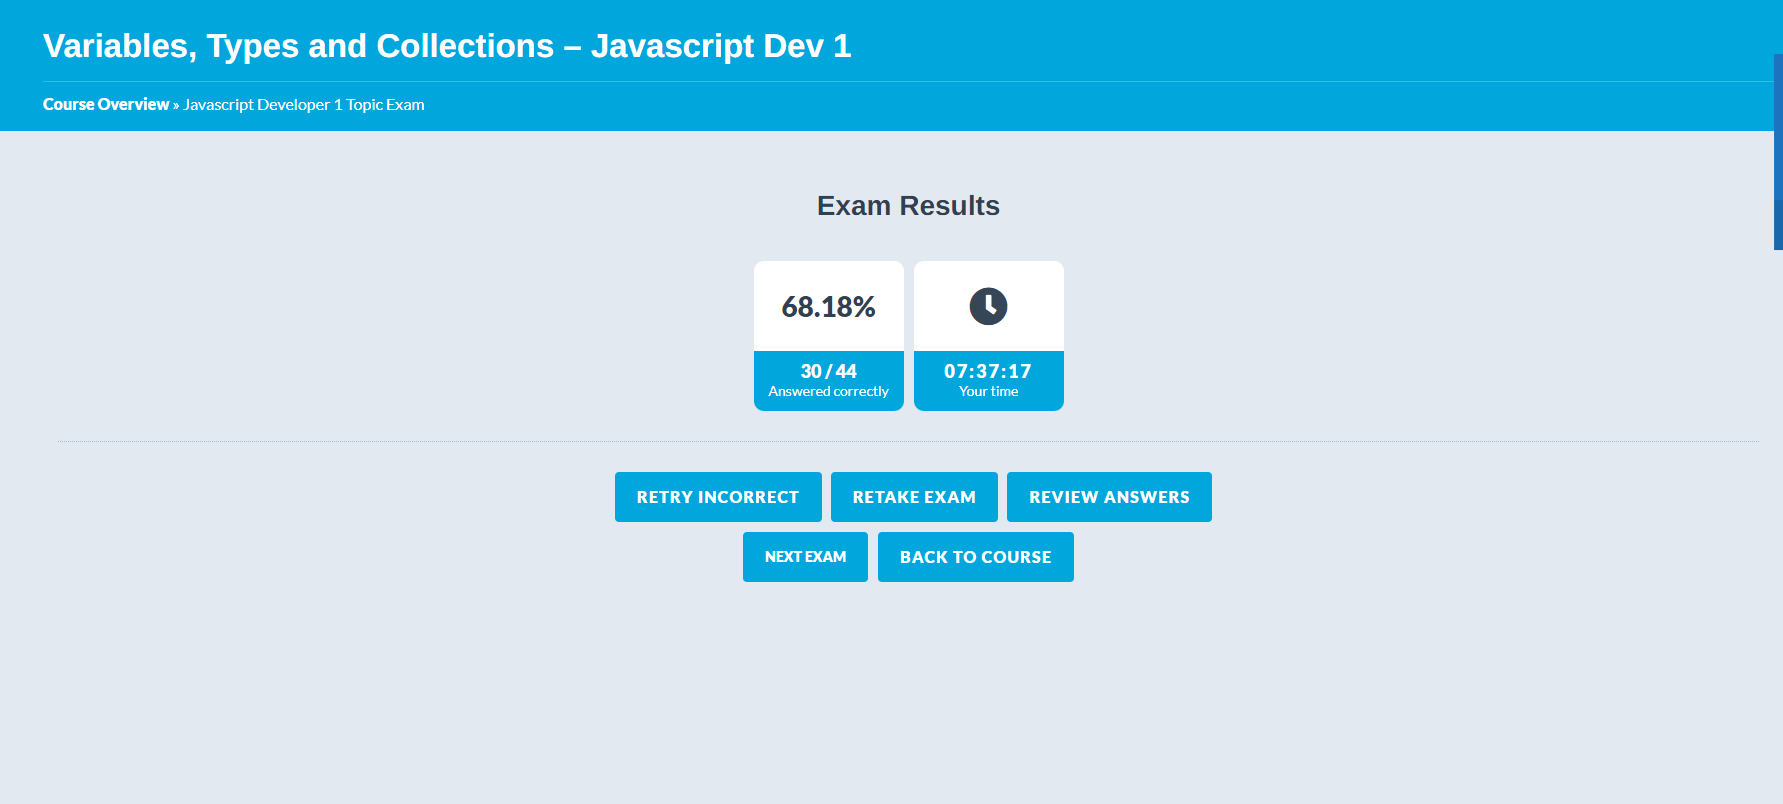 Variables, Types and Collections – Javascript Dev 1
Course Overview » Javascript Developer 1 Topic Exam
Exam Results
68.18%
30 / 44
Answered correctly
07:37:17
Your time
RETRY INCORRECT
RETAKE EXAM
REVIEW ANSWERS
NEXT EXAM
BACK TO COURSE